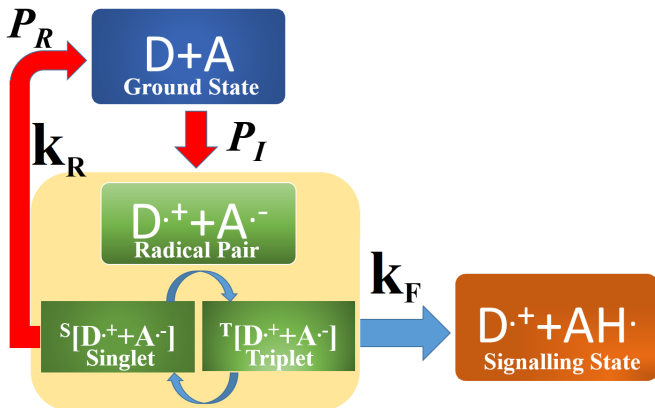 P_R
D+A
Ground State
k_R
P_I
D·⁺+A·⁻
Radical Pair
k_F
ˢ[D·⁺+A·⁻]
Singlet
ᵀ[D·⁺+A·⁻]
Triplet
D·⁺+AH·
Signalling State